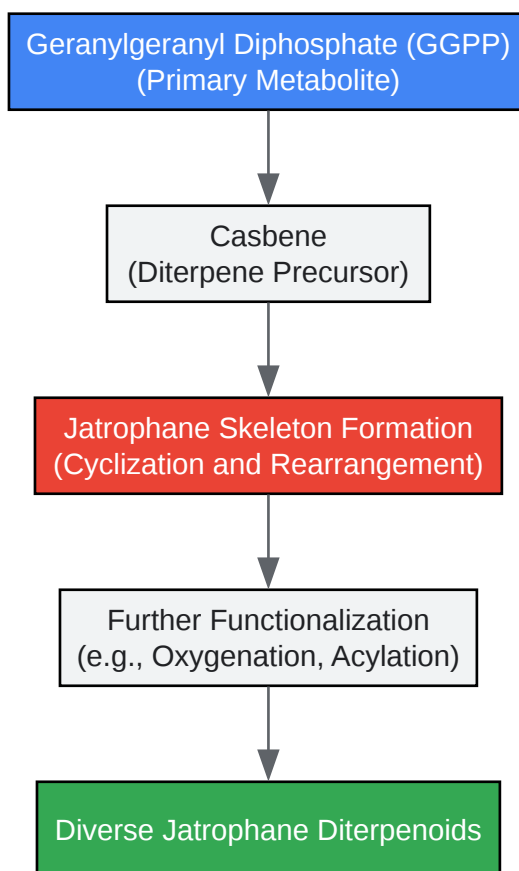 Geranylgeranyl Diphosphate (GGPP)
(Primary Metabolite)
Casbene
(Diterpene Precursor)
Jatrophane Skeleton Formation
(Cyclization and Rearrangement)
Further Functionalization
(e.g., Oxygenation, Acylation)
Diverse Jatrophane Diterpenoids